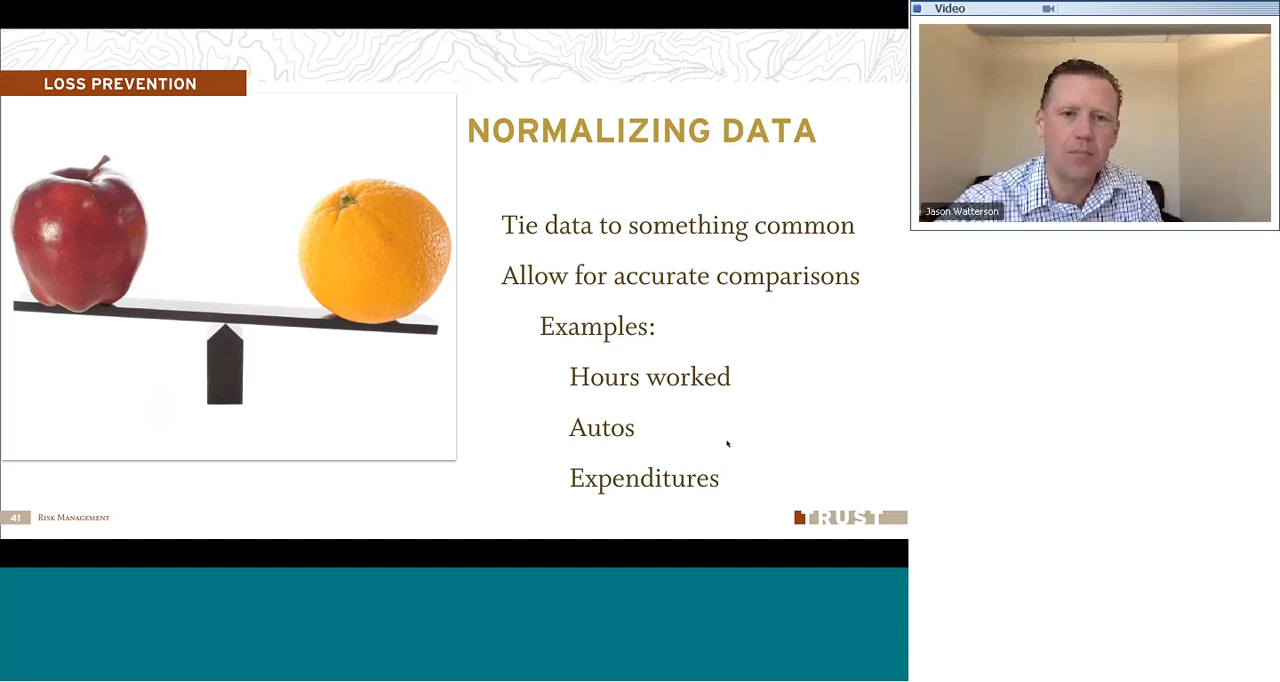 LOSS PREVENTION
NORMALIZING DATA
Tie data to something common
Allow for accurate comparisons
Examples:
Hours worked
Autos
Expenditures
41
Risk Management
TRUST
Video
Jason Watterson